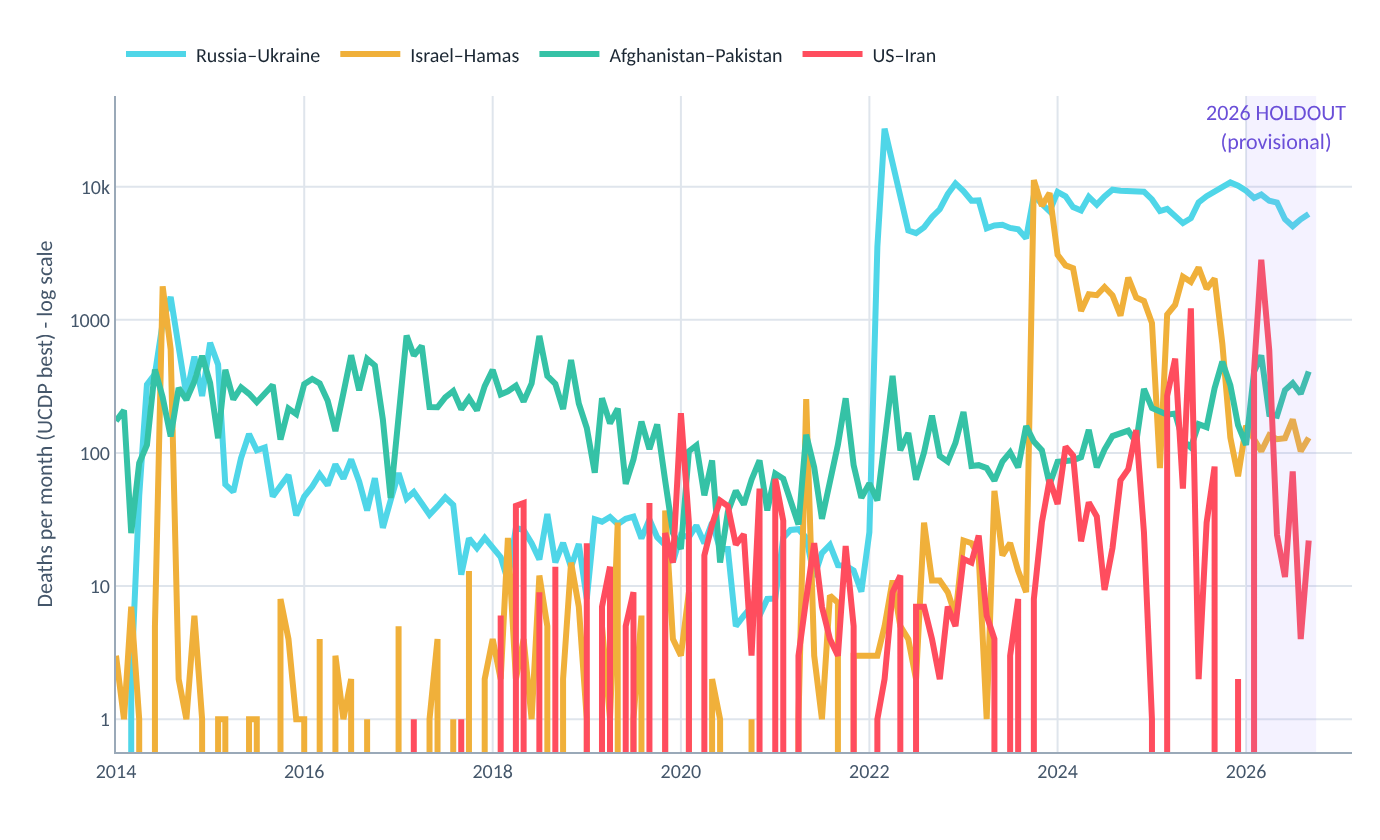 Russia–Ukraine Israel–Hamas Afghanistan–Pakistan US–Iran
2026 HOLDOUT
(provisional)
Deaths per month (UCDP best) - log scale
10k
1000
100
10
1
2014 2016 2018 2020 2022 2024 2026